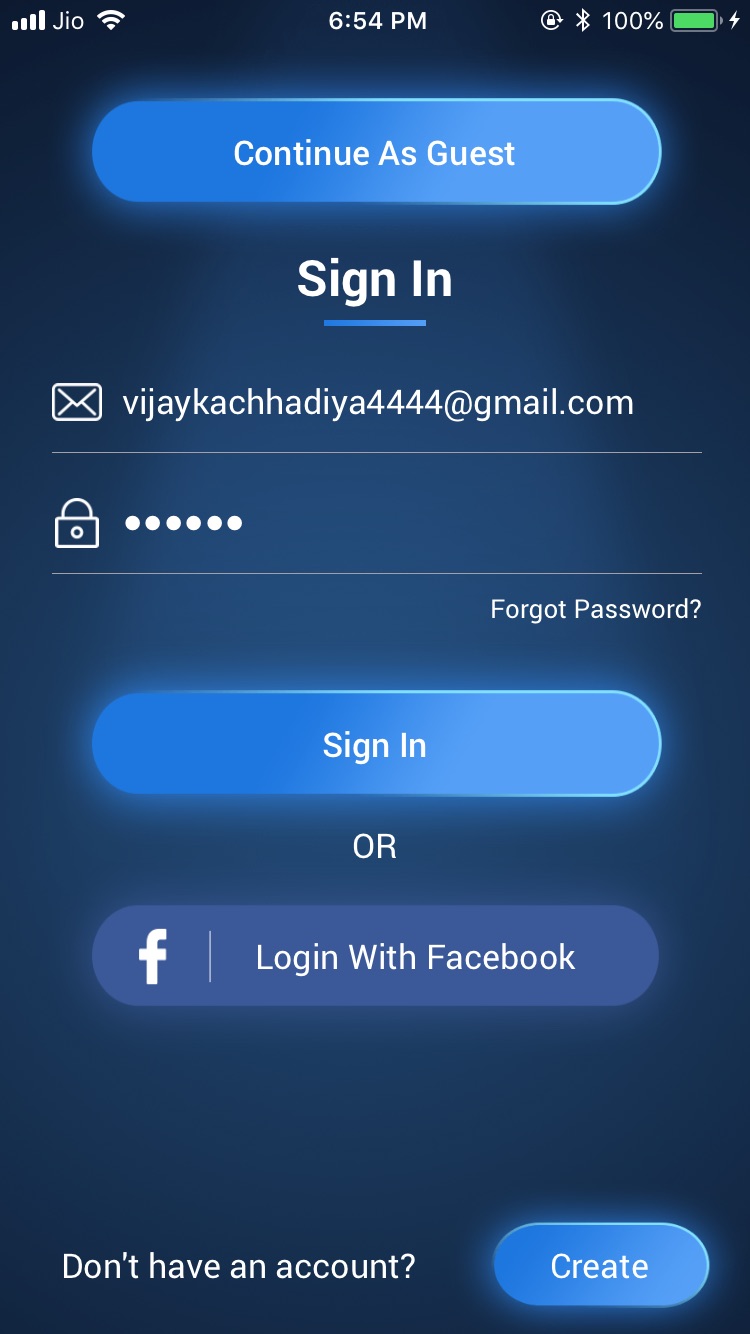 Jio 6:54 PM 100%
Continue As Guest
Sign In
vijaykachhadiya4444@gmail.com
••••••
Forgot Password?
Sign In
OR
f Login With Facebook
Don't have an account? Create